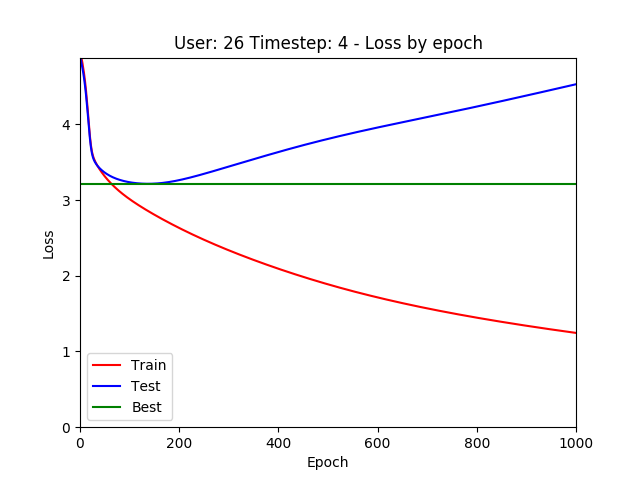 User: 26 Timestep: 4 - Loss by epoch
4
3
2
1
0
Loss
Train
Test
Best
0 200 400 600 800 1000
Epoch